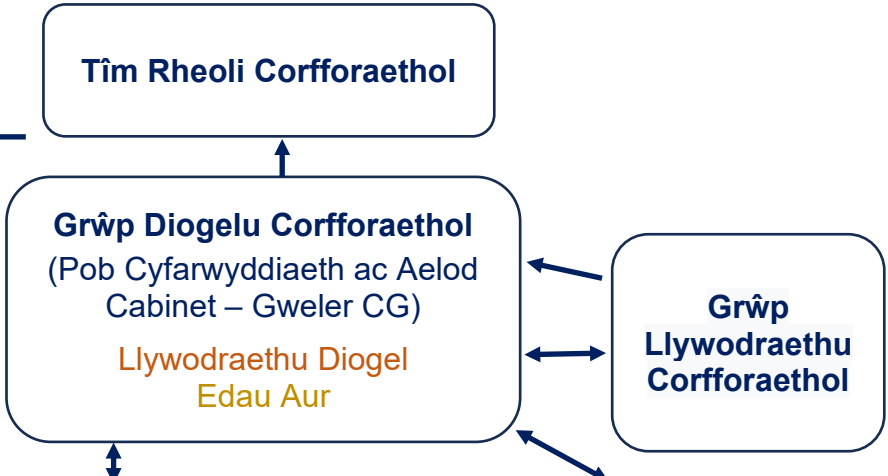 Tîm Rheoli Corfforaethol
Grŵp Diogelu Corfforaethol
(Pob Cyfarwyddiaeth ac Aelod
Cabinet – Gweler CG)
Llywodraethu Diogel
Edau Aur
Grŵp
Llywodraethu
Corfforaethol